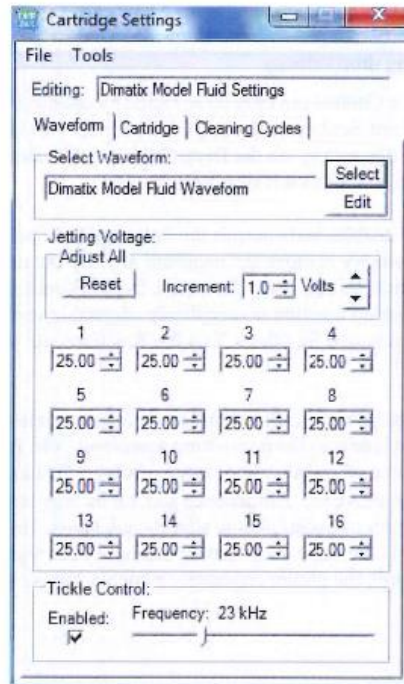 Cartridge Settings
File Tools
Editing: Dimatix Model Fluid Settings
Waveform Cartridge Cleaning Cycles
Select Waveform:
Dimatix Model Fluid Waveform Select
Edit
Jetting Voltage:
Adjust All
Reset Increment: 1.0 Volts
1 2 3 4
25.00 25.00 25.00 25.00
5 6 7 8
25.00 25.00 25.00 25.00
9 10 11 12
25.00 25.00 25.00 25.00
13 14 15 16
25.00 25.00 25.00 25.00
Tickle Control:
Enabled: Frequency: 23 kHz